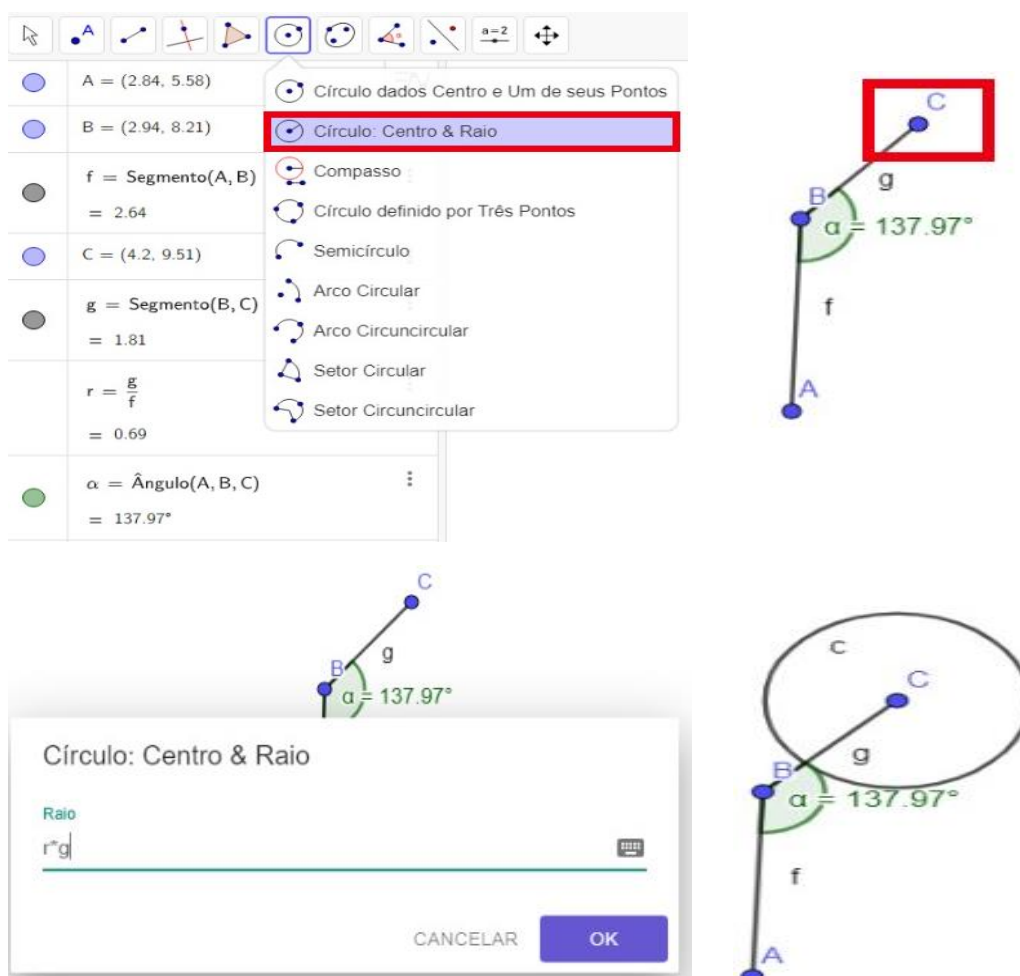 A
a=2
A = (2.84, 5.58)
B = (2.94, 8.21)
f = Segmento(A, B)
= 2.64
C = (4.2, 9.51)
g = Segmento(B, C)
= 1.81
r = g/f
= 0.69
α = Ângulo(A, B, C)
= 137.97°
Círculo dados Centro e Um de seus Pontos
Círculo: Centro & Raio
Compasso
Círculo definido por Três Pontos
Semicírculo
Arco Circular
Arco Circuncircular
Setor Circular
Setor Circuncircular
C
g
B
α = 137.97°
f
A
C
g
B
α = 137.97°
Círculo: Centro & Raio
Raio
r*g
CANCELAR
OK
c
C
g
B
α = 137.97°
f
A